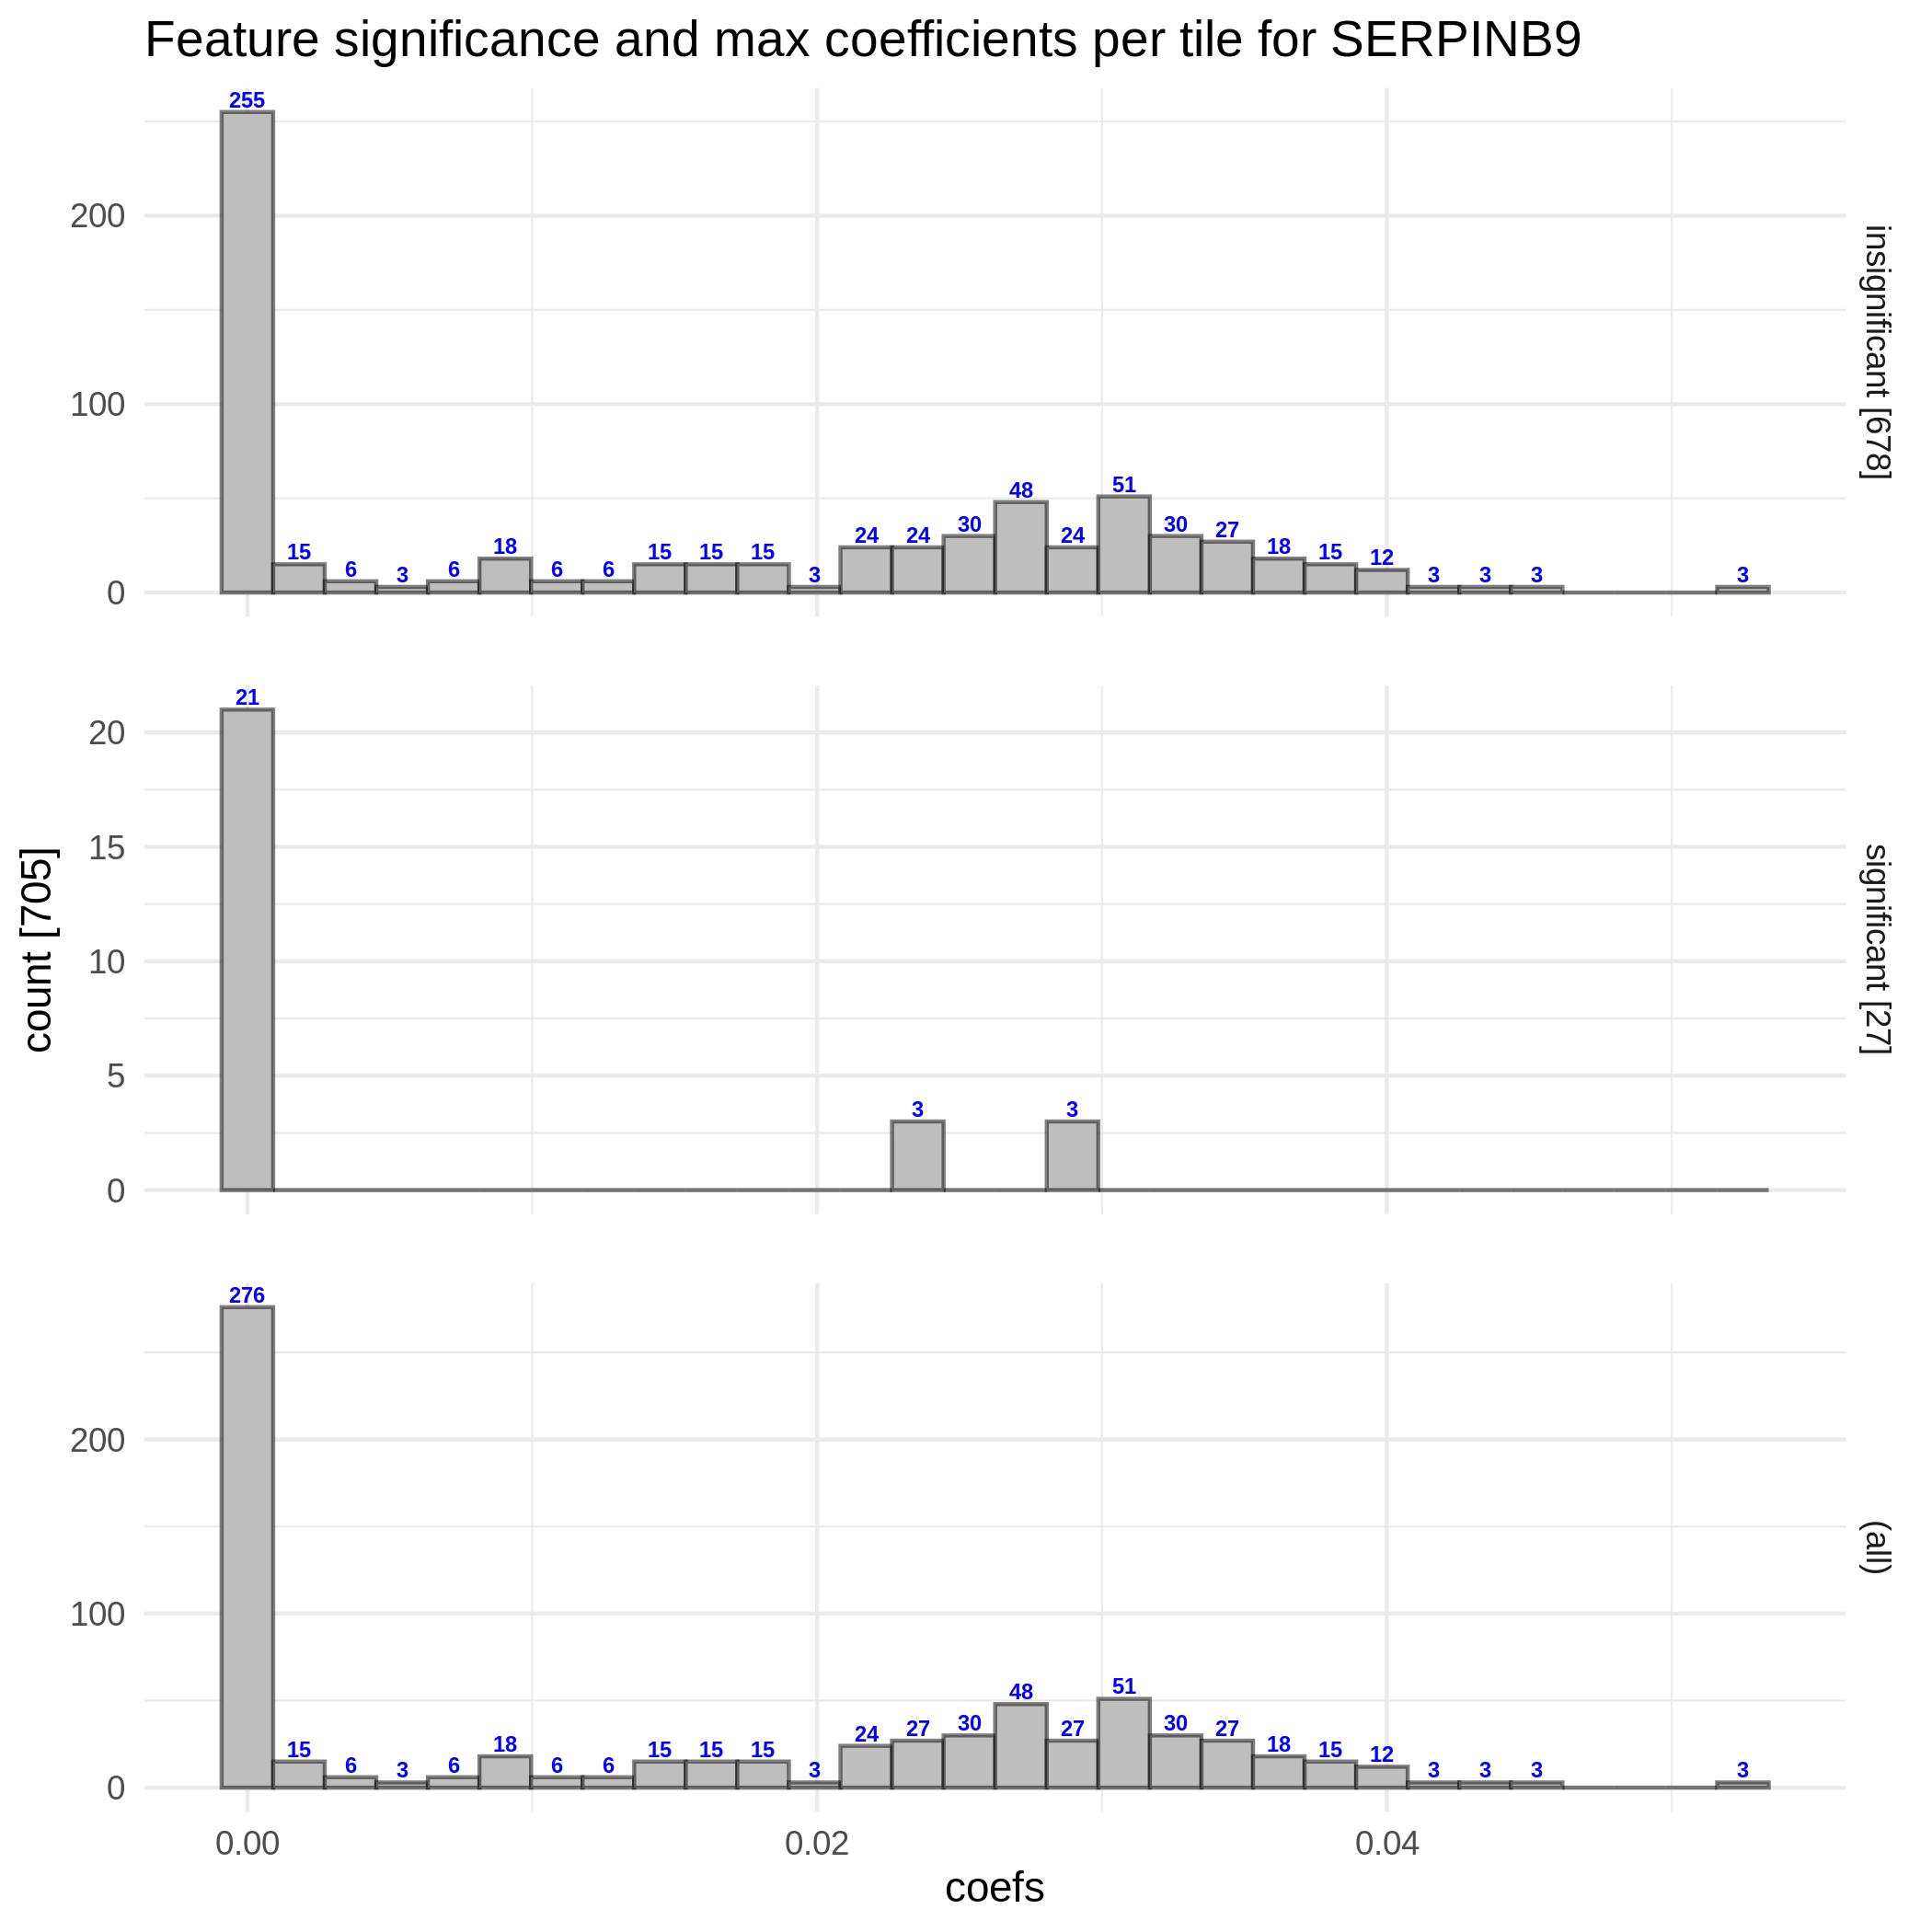 Feature significance and max coefficients per tile for SERPINB9
255
200
100
0
15 6 3 6 18 6 6 15 15 15 3 24 24 30 48 24 51 30 27 18 15 12 3 3 3 3
insignificant [678]
21
20
15
10
5
0
3 3
significant [27]
count [705]
276
200
100
0
15 6 3 6 18 6 6 15 15 15 3 24 27 30 48 27 51 30 27 18 15 12 3 3 3 3
(all)
0.00 0.02 0.04
coefs